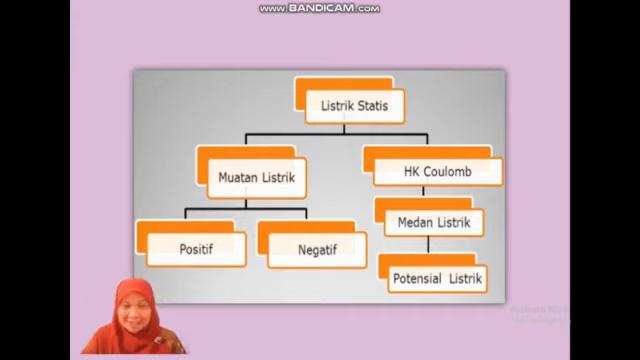 www.BANDICAM.com
Listrik Statis
Muatan Listrik
HK Coulomb
Positif
Negatif
Medan Listrik
Potensial Listrik